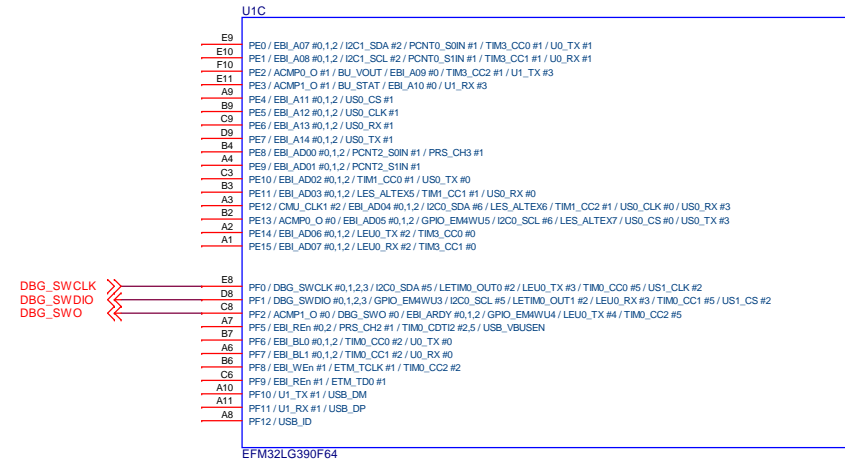 U1C
E9 PE0 / EBI_A07 #0,1,2 / I2C1_SDA #2 / PCNT0_S0IN #1 / TIM3_CC0 #1 / U0_TX #1
E10 PE1 / EBI_A08 #0,1,2 / I2C1_SCL #2 / PCNT0_S1IN #1 / TIM3_CC1 #1 / U0_RX #1
F10 PE2 / ACMP0_O #1 / BU_VOUT / EBI_A09 #0 / TIM3_CC2 #1 / U1_TX #3
E11 PE3 / ACMP1_O #1 / BU_STAT / EBI_A10 #0 / U1_RX #3
A9 PE4 / EBI_A11 #0,1,2 / US0_CS #1
B9 PE5 / EBI_A12 #0,1,2 / US0_CLK #1
C9 PE6 / EBI_A13 #0,1,2 / US0_RX #1
D9 PE7 / EBI_A14 #0,1,2 / US0_TX #1
B4 PE8 / EBI_AD00 #0,1,2 / PCNT2_S0IN #1 / PRS_CH3 #1
A4 PE9 / EBI_AD01 #0,1,2 / PCNT2_S1IN #1
C3 PE10 / EBI_AD02 #0,1,2 / TIM1_CC0 #1 / US0_TX #0
B3 PE11 / EBI_AD03 #0,1,2 / LES_ALTEX5 / TIM1_CC1 #1 / US0_RX #0
A3 PE12 / CMU_CLK1 #2 / EBI_AD04 #0,1,2 / I2C0_SDA #6 / LES_ALTEX6 / TIM1_CC2 #1 / US0_CLK #0 / US0_RX #3
B2 PE13 / ACMP0_O #0 / EBI_AD05 #0,1,2 / GPIO_EM4WU5 / I2C0_SCL #6 / LES_ALTEX7 / US0_CS #0 / US0_TX #3
A2 PE14 / EBI_AD06 #0,1,2 / LEU0_TX #2 / TIM3_CC0 #0
A1 PE15 / EBI_AD07 #0,1,2 / LEU0_RX #2 / TIM3_CC1 #0
DBG_SWCLK E8 PF0 / DBG_SWCLK #0,1,2,3 / I2C0_SDA #5 / LETIM0_OUT0 #2 / LEU0_TX #3 / TIM0_CC0 #5 / US1_CLK #2
DBG_SWDIO D8 PF1 / DBG_SWDIO #0,1,2,3 / GPIO_EM4WU3 / I2C0_SCL #5 / LETIM0_OUT1 #2 / LEU0_RX #3 / TIM0_CC1 #5 / US1_CS #2
DBG_SWO C8 PF2 / ACMP1_O #0 / DBG_SWO #0 / EBI_ARDY #0,1,2 / GPIO_EM4WU4 / LEU0_TX #4 / TIM0_CC2 #5
A7 PF5 / EBI_REn #0,2 / PRS_CH2 #1 / TIM0_CDTI2 #2,5 / USB_VBUSEN
B7 PF6 / EBI_BL0 #0,1,2 / TIM0_CC0 #2 / U0_TX #0
A6 PF7 / EBI_BL1 #0,1,2 / TIM0_CC1 #2 / U0_RX #0
B6 PF8 / EBI_WEn #1 / ETM_TCLK #1 / TIM0_CC2 #2
C6 PF9 / EBI_REn #1 / ETM_TD0 #1
A10 PF10 / U1_TX #1 / USB_DM
A11 PF11 / U1_RX #1 / USB_DP
A8 PF12 / USB_ID
EFM32LG390F64